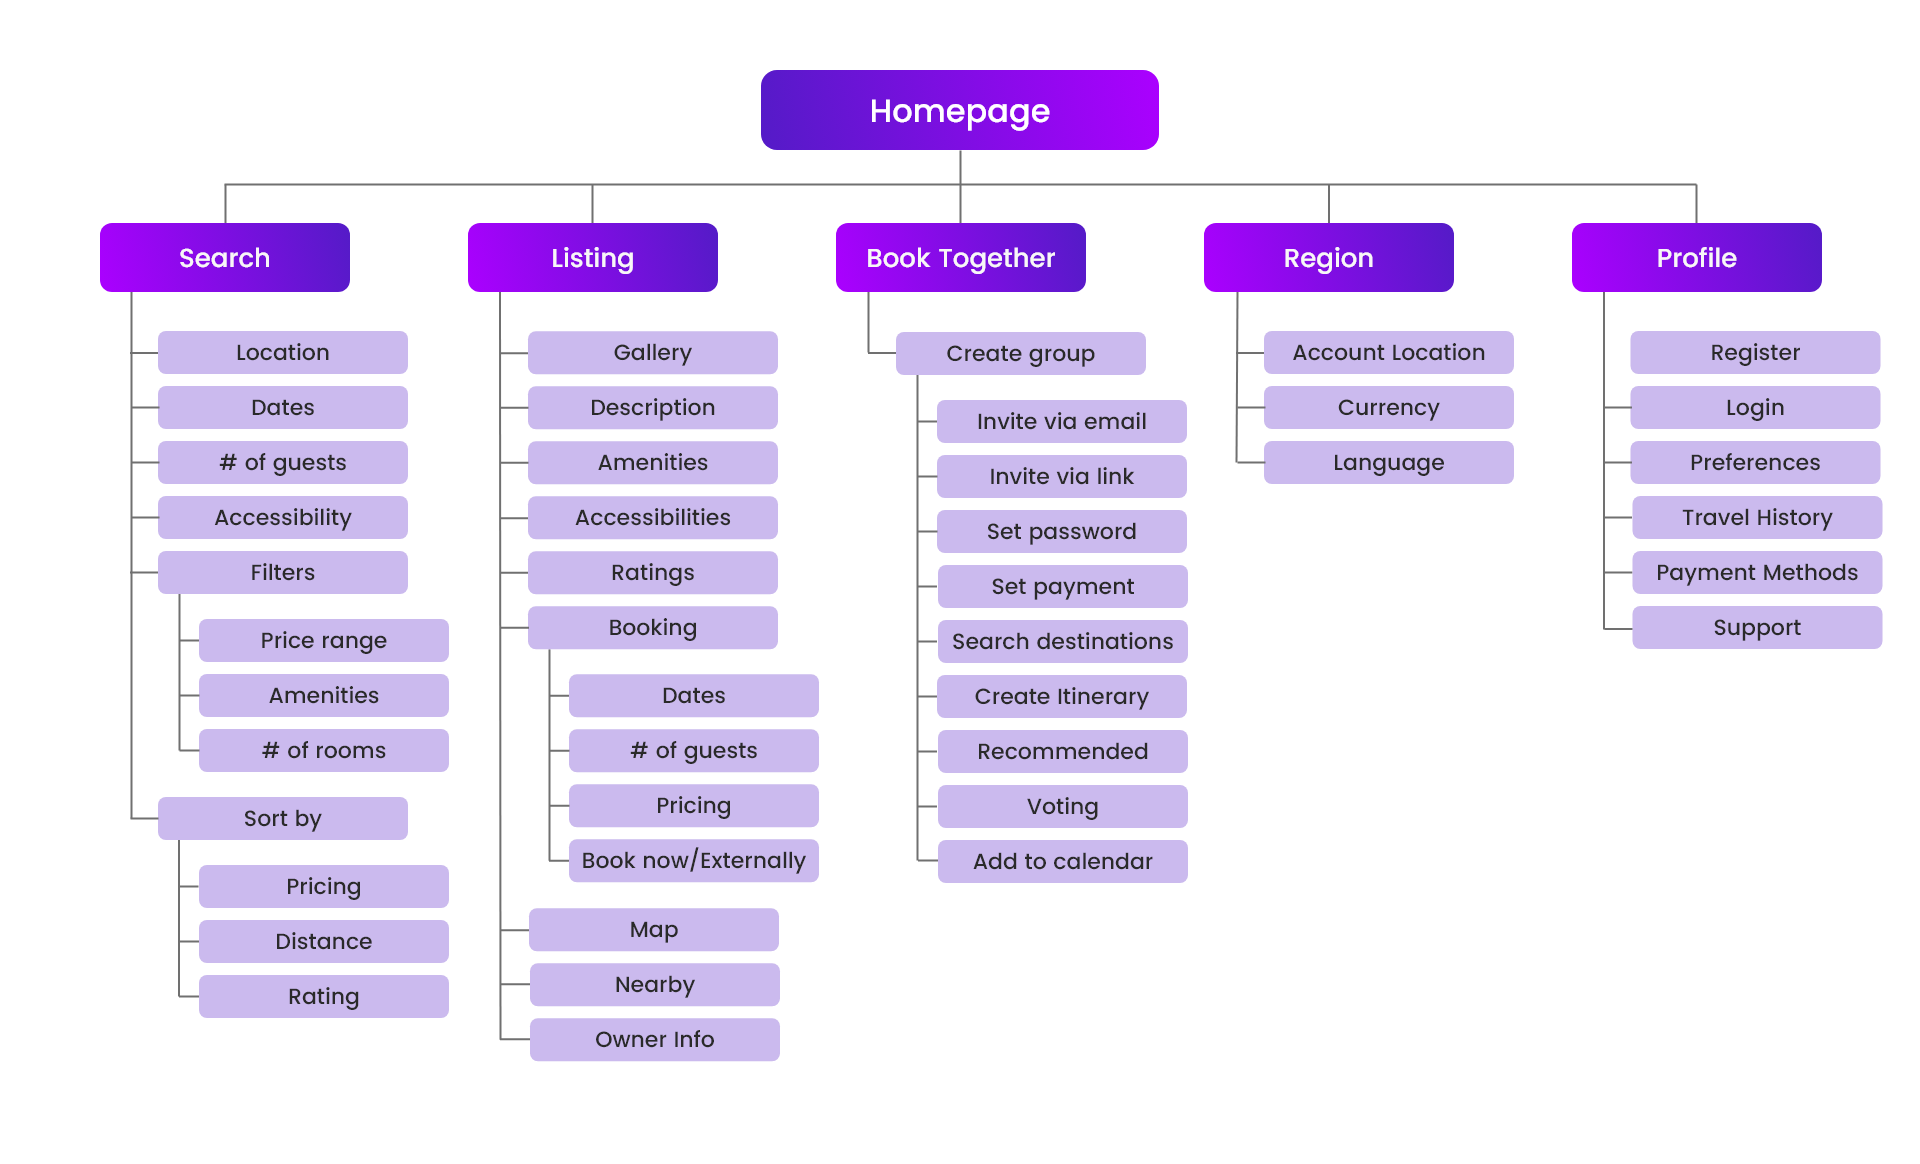 Homepage
Search
Location
Dates
# of guests
Accessibility
Filters
Price range
Amenities
# of rooms
Sort by
Pricing
Distance
Rating
Listing
Gallery
Description
Amenities
Accessibilities
Ratings
Booking
Dates
# of guests
Pricing
Book now/Externally
Map
Nearby
Owner Info
Book Together
Create group
Invite via email
Invite via link
Set password
Set payment
Search destinations
Create Itinerary
Recommended
Voting
Add to calendar
Region
Account Location
Currency
Language
Profile
Register
Login
Preferences
Travel History
Payment Methods
Support